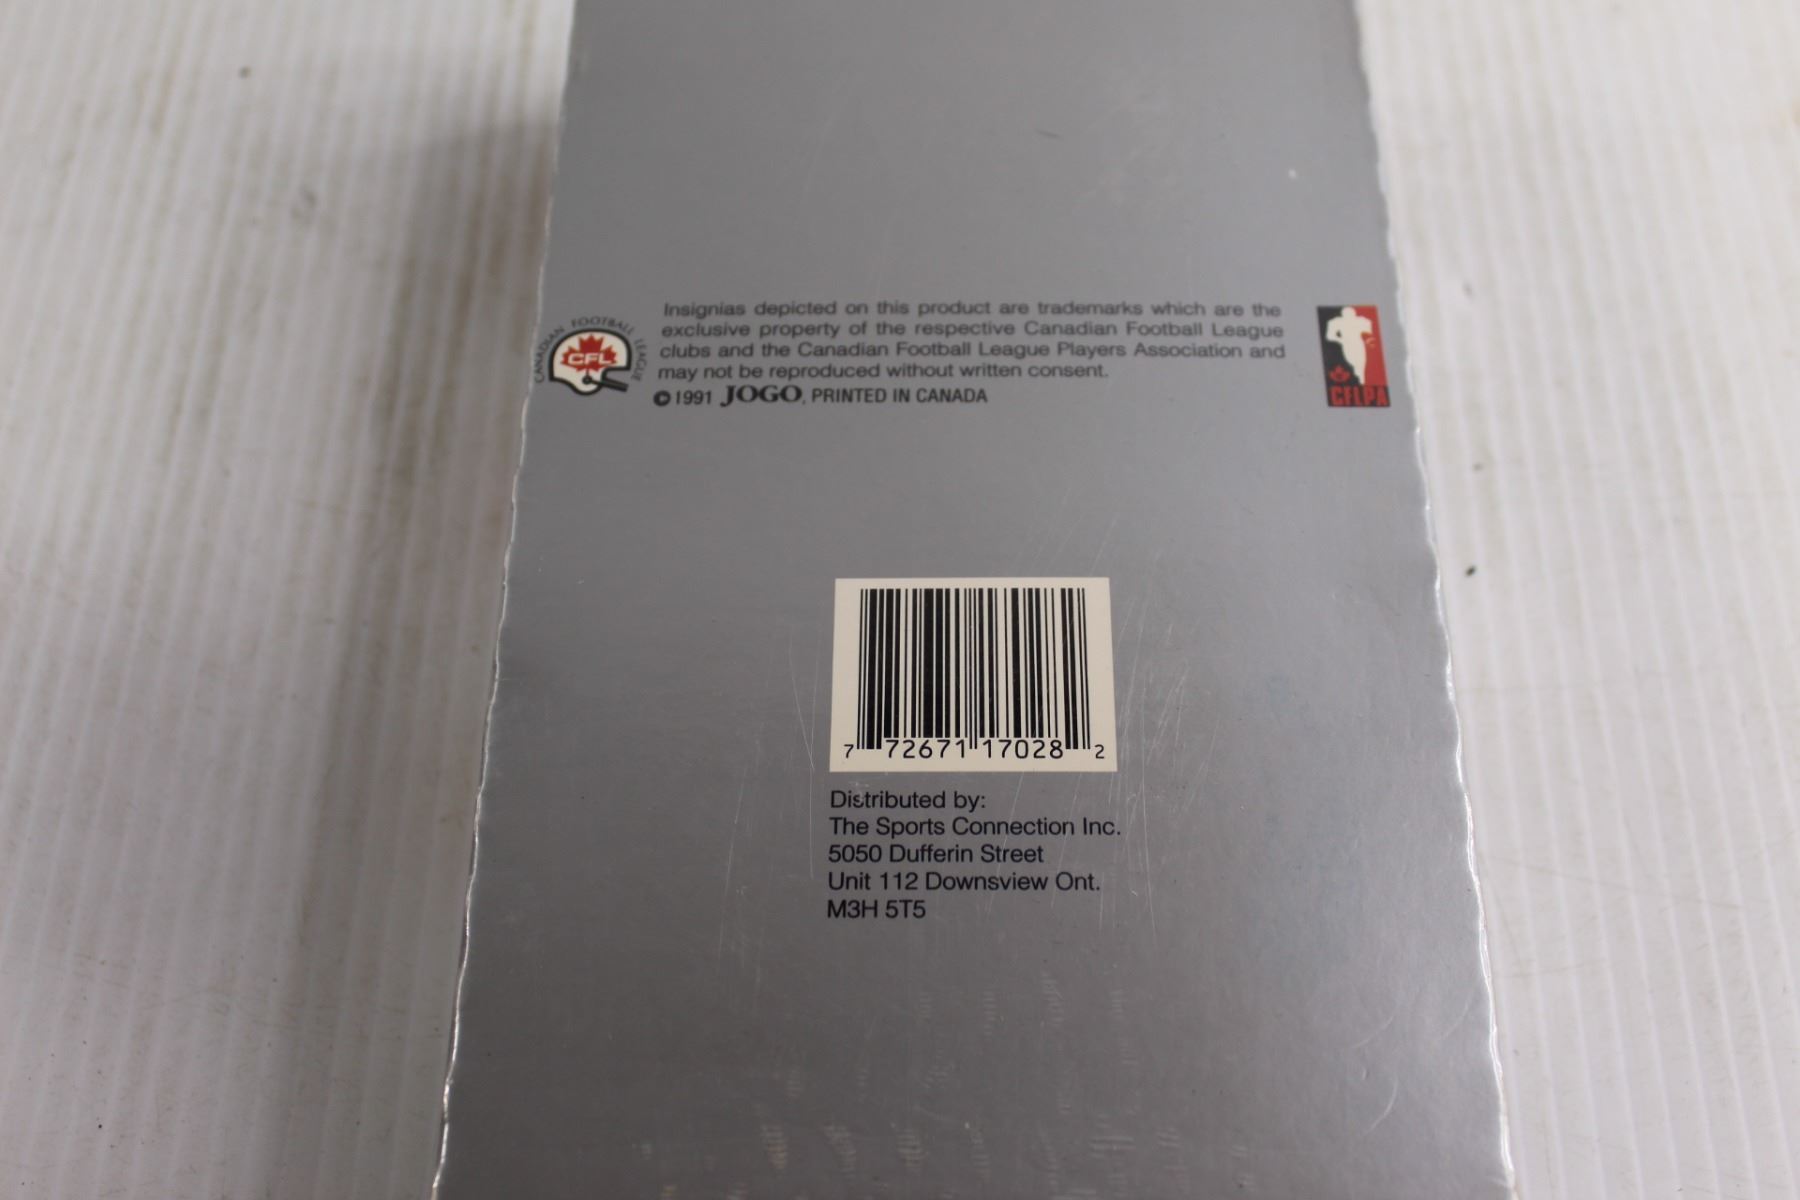 CANADIAN FOOTBALL LEAGUE
CFL
Insignias depicted on this product are trademarks which are the
exclusive property of the respective Canadian Football League
clubs and the Canadian Football League Players Association and
may not be reproduced without written consent.
©1991 JOGO, PRINTED IN CANADA
CFLPA
7 72671 17028 2
Distributed by:
The Sports Connection Inc.
5050 Dufferin Street
Unit 112 Downsview Ont.
M3H 5T5